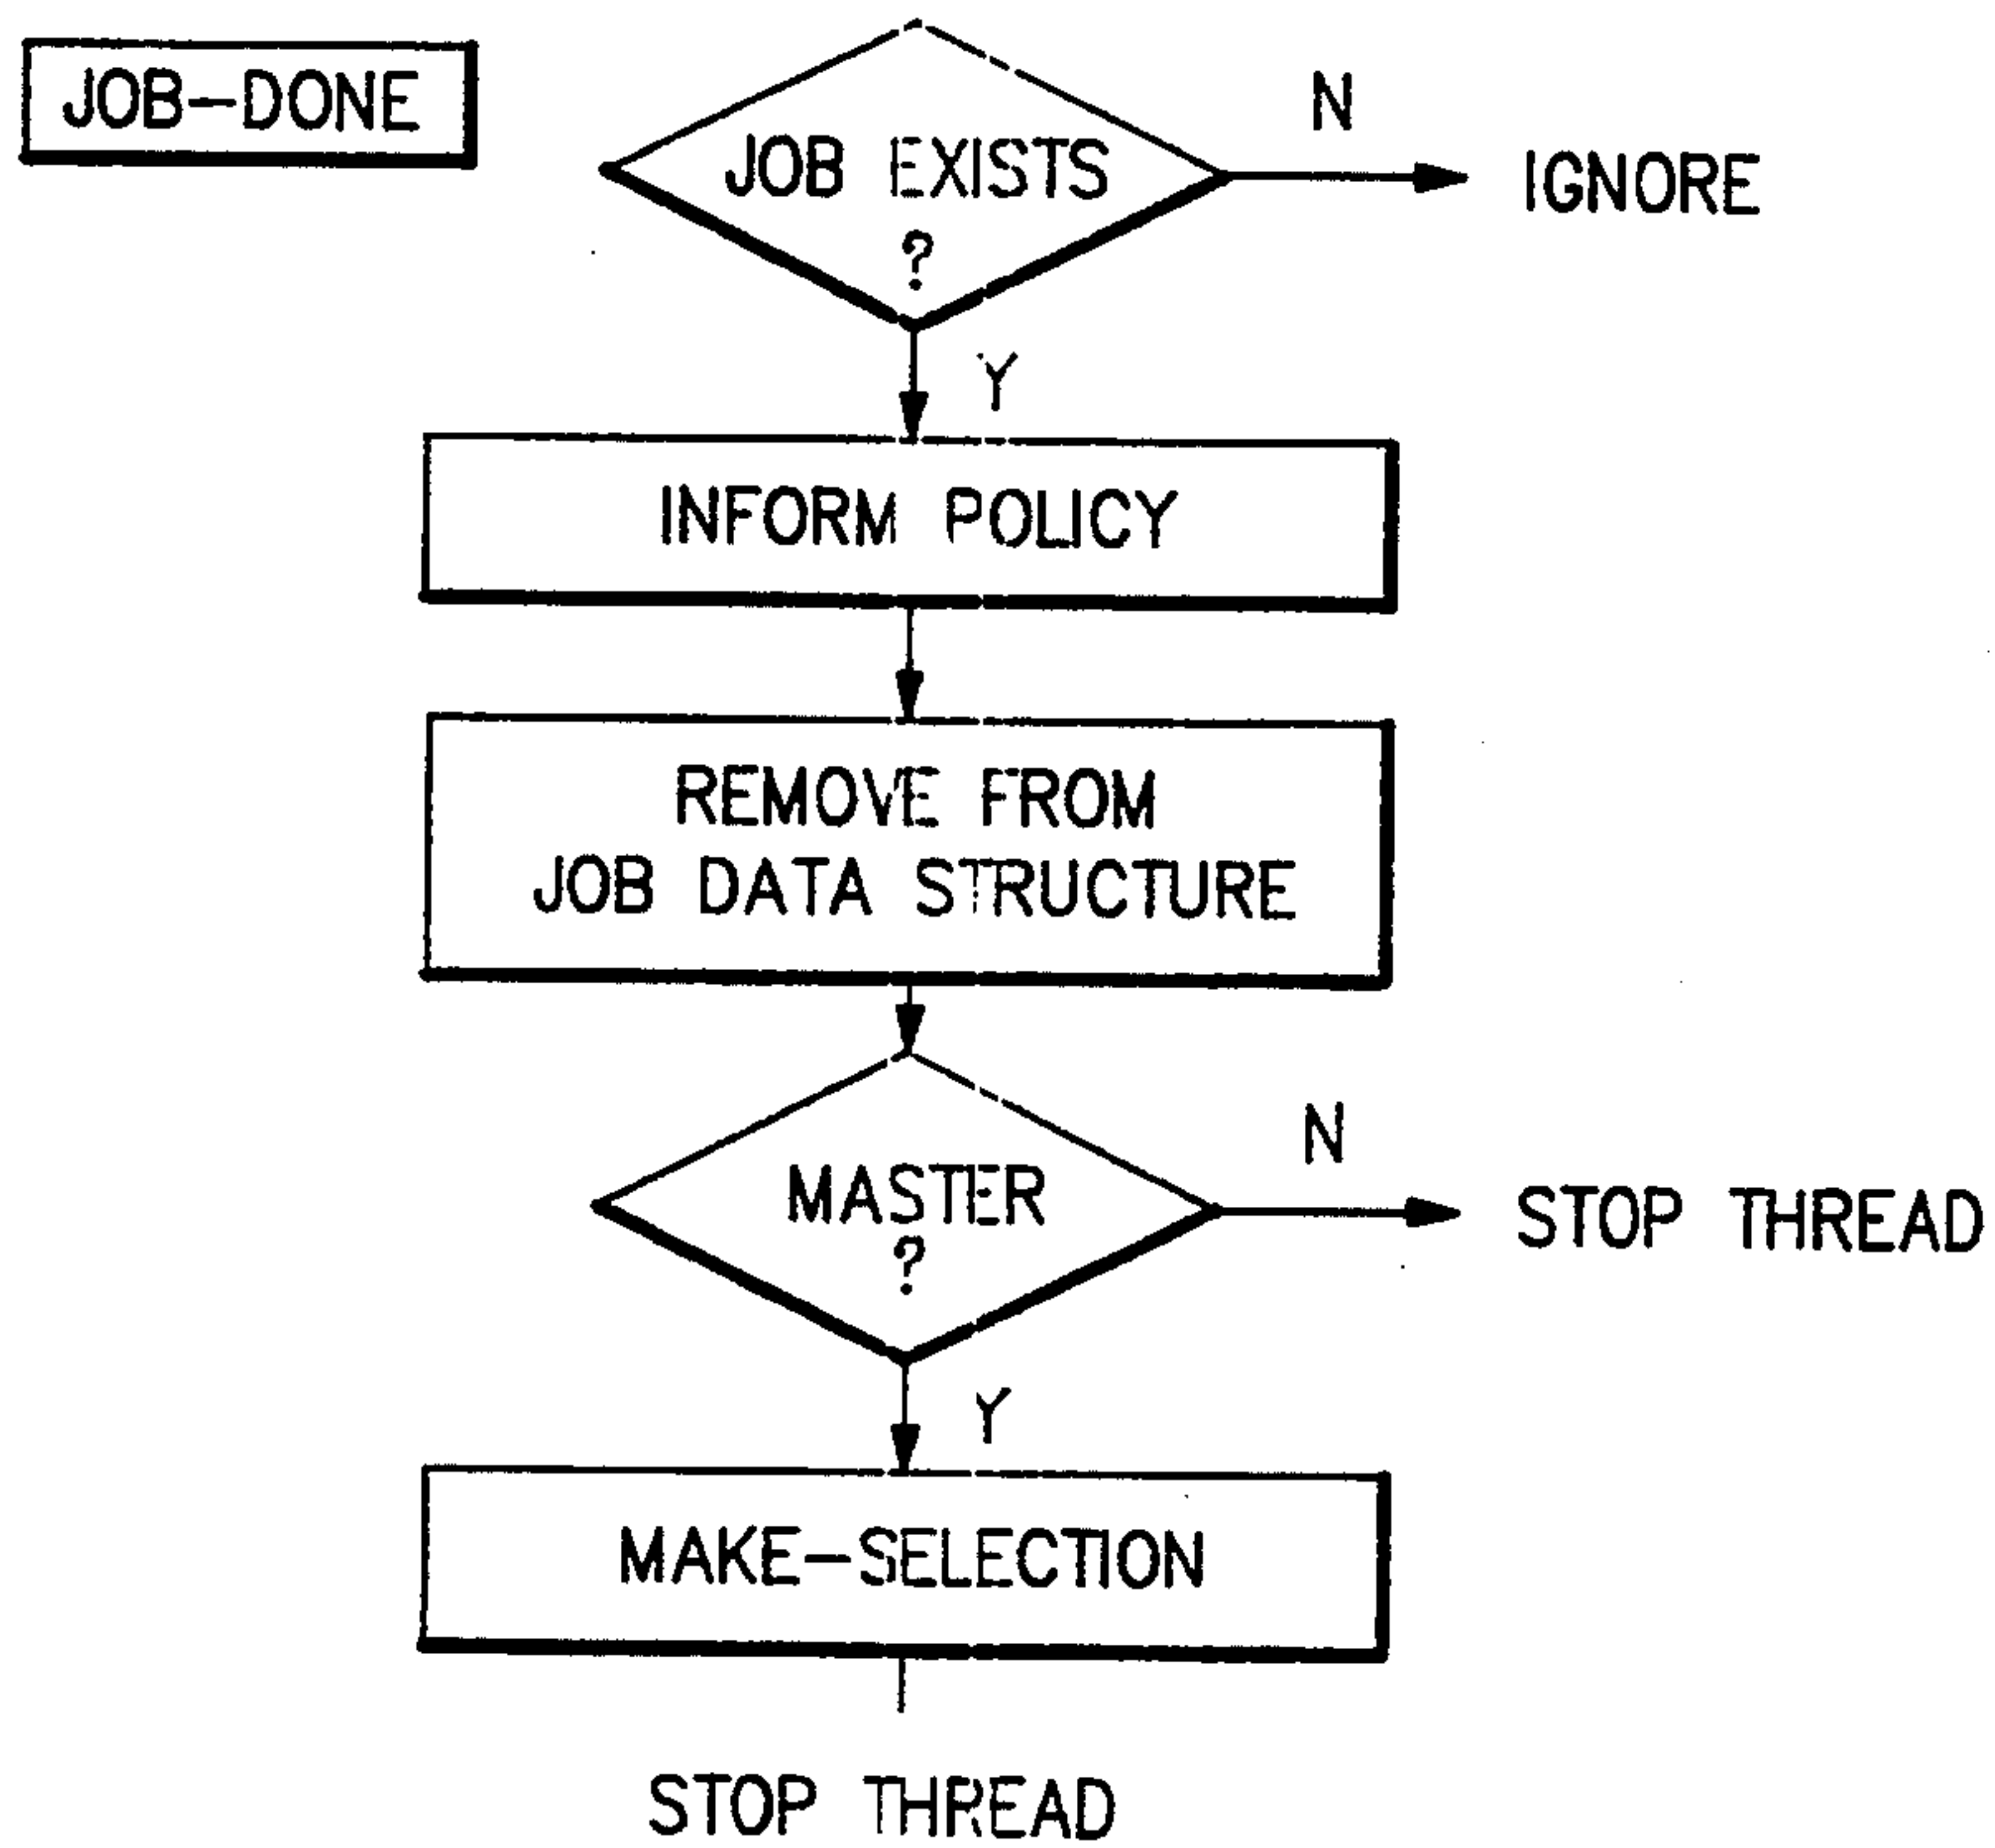 JOB-DONE
JOB EXISTS
?
N
IGNORE
Y
INFORM POLICY
REMOVE FROM
JOB DATA STRUCTURE
MASTER
?
N
STOP THREAD
Y
MAKE-SELECTION
STOP THREAD